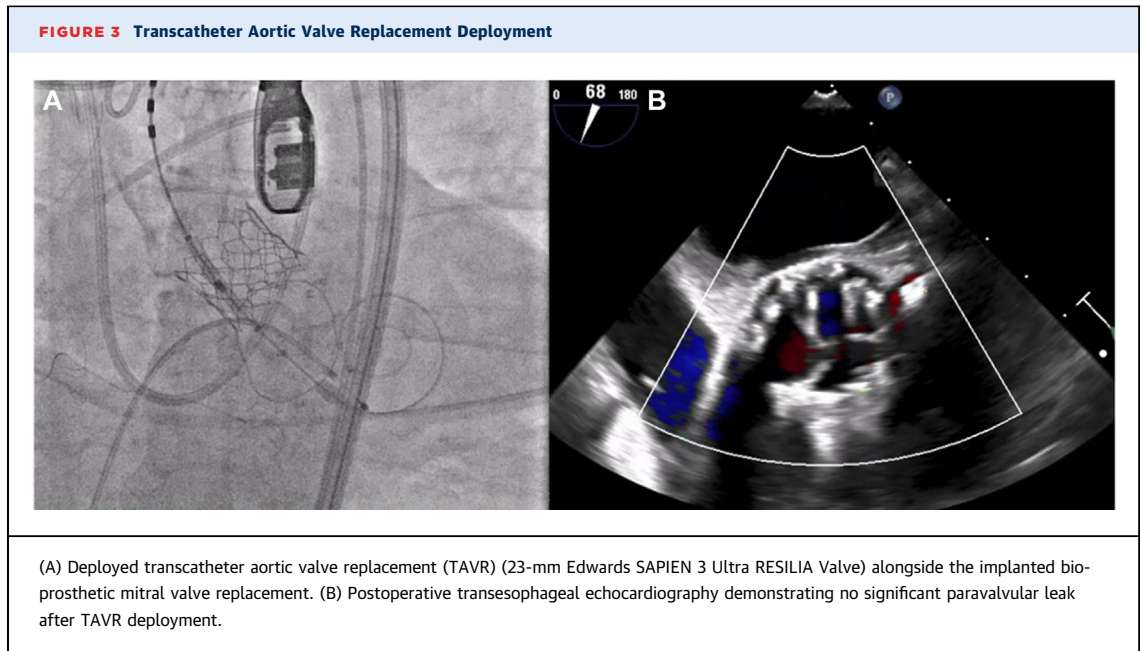 FIGURE 3 Transcatheter Aortic Valve Replacement Deployment
A
0 68 180
P
B
(A) Deployed transcatheter aortic valve replacement (TAVR) (23-mm Edwards SAPIEN 3 Ultra RESILIA Valve) alongside the implanted bio-
prosthetic mitral valve replacement. (B) Postoperative transesophageal echocardiography demonstrating no significant paravalvular leak
after TAVR deployment.